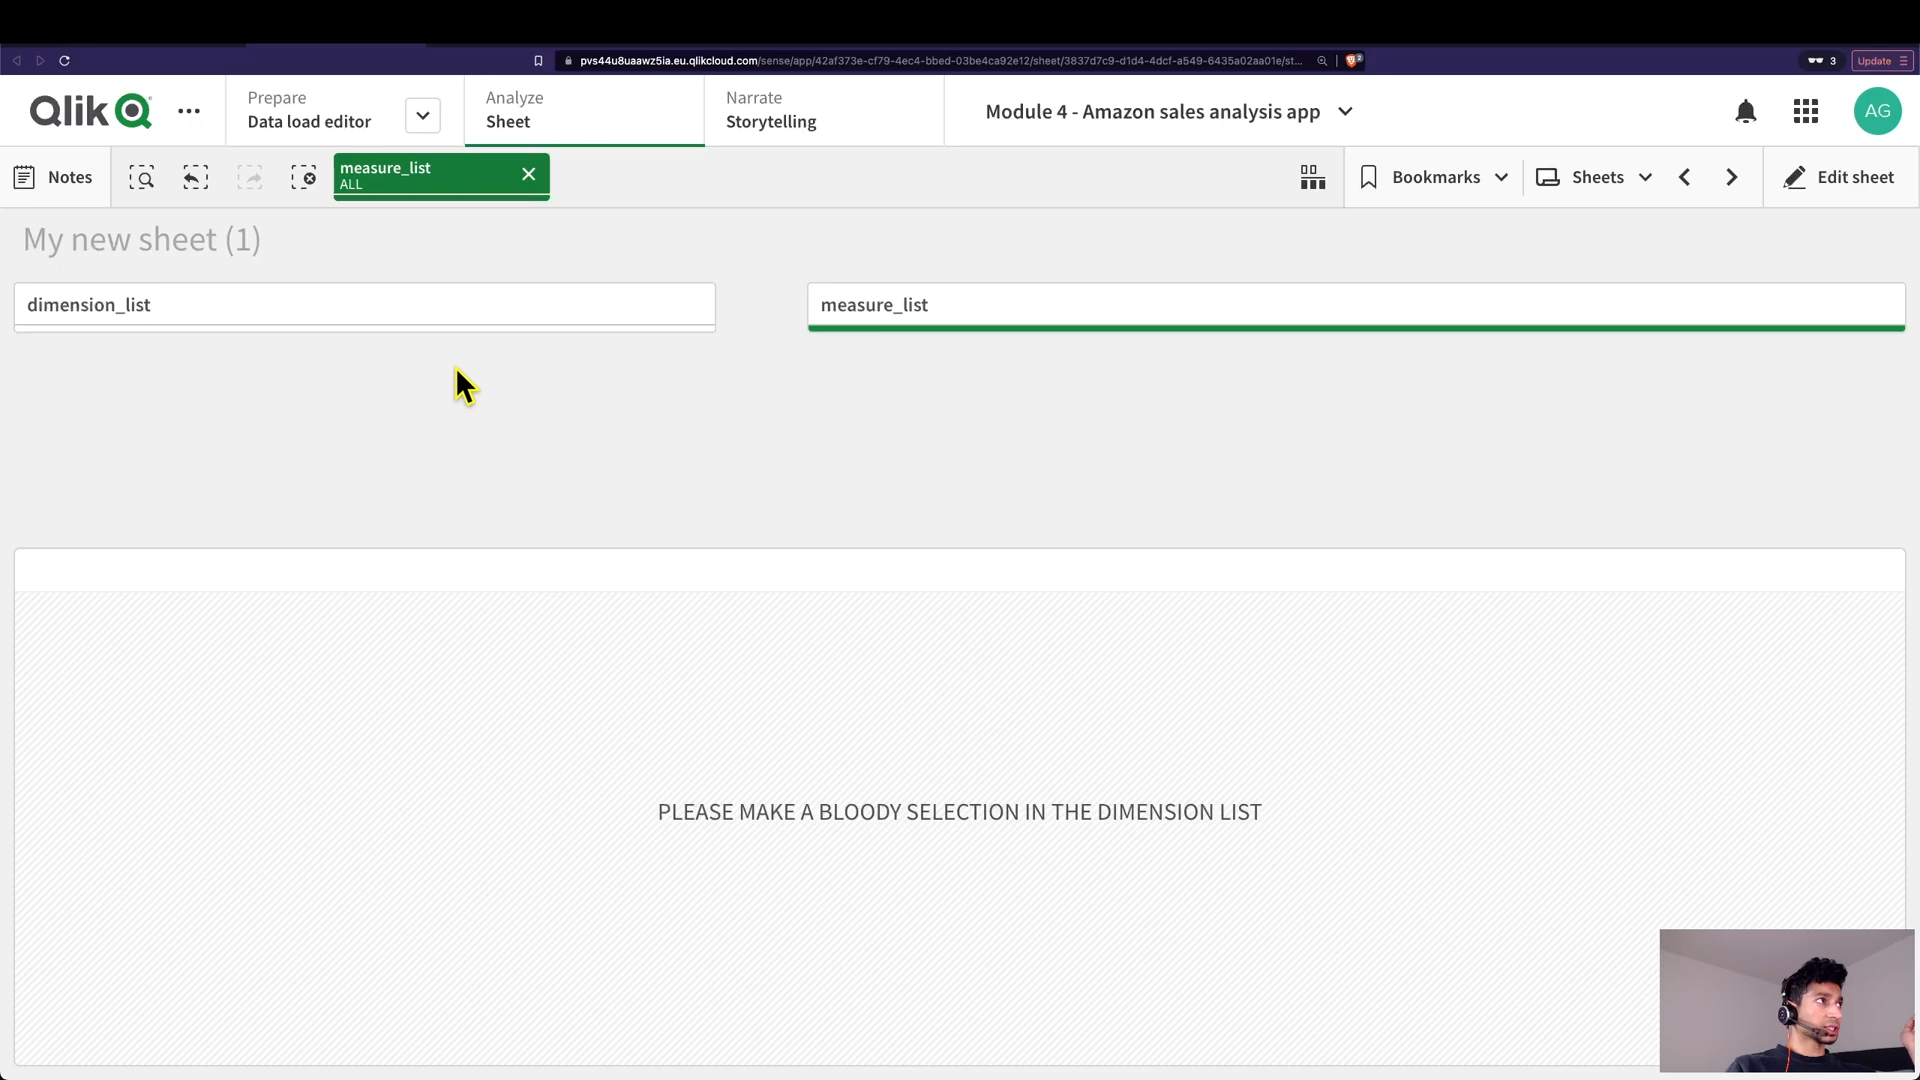 pvs44u8uaawz5ia.eu.qlikcloud.com/sense/app/42af373e-cf79-4ec4-bbed-03be4ca92e12/sheet/3837d7c9-d1d4-4dcf-a549-6435a02aa01e/st...
2
3
Update
Qlik
Prepare
Data load editor
Analyze
Sheet
Narrate
Storytelling
Module 4 - Amazon sales analysis app
AG
Notes
measure_list
ALL
Bookmarks
Sheets
Edit sheet
My new sheet (1)
dimension_list
measure_list
PLEASE MAKE A BLOODY SELECTION IN THE DIMENSION LIST